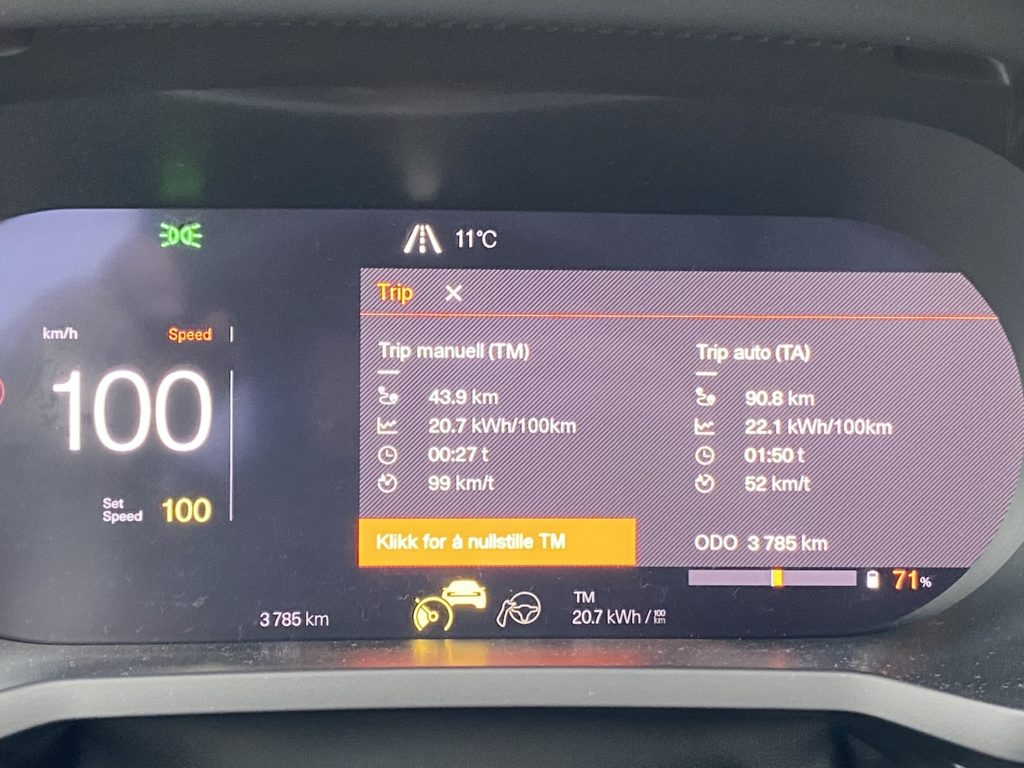 11°C
Trip ✕
km/h Speed
100
Set
Speed 100
Trip manuell (TM)
43.9 km
20.7 kWh/100km
00:27 t
99 km/t
Klikk for å nullstille TM
Trip auto (TA)
90.8 km
22.1 kWh/100km
01:50 t
52 km/t
ODO 3 785 km
71%
3 785 km
TM
20.7 kWh / 100 km